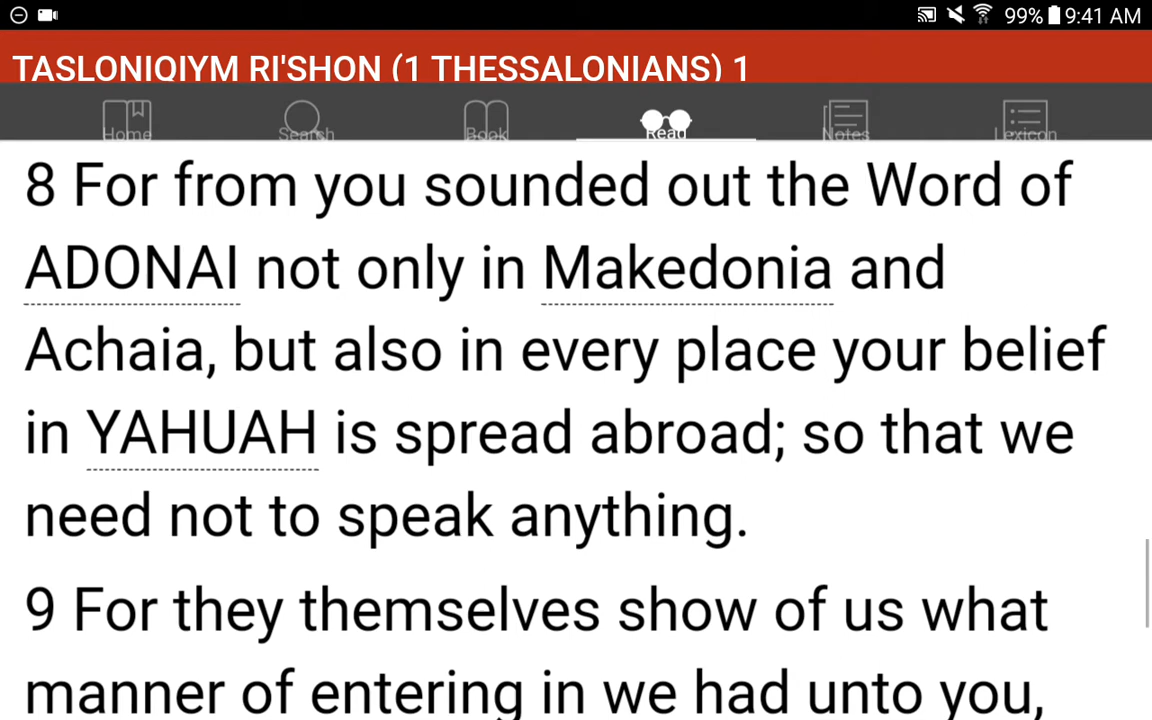 99% 9:41 AM
TASLONIQIYM RI'SHON (1 THESSALONIANS) 1
Home Search Book Read Notes Lexicon
8 For from you sounded out the Word of
ADONAI not only in Makedonia and
Achaia, but also in every place your belief
in YAHUAH is spread abroad; so that we
need not to speak anything.
9 For they themselves show of us what
manner of entering in we had unto you,